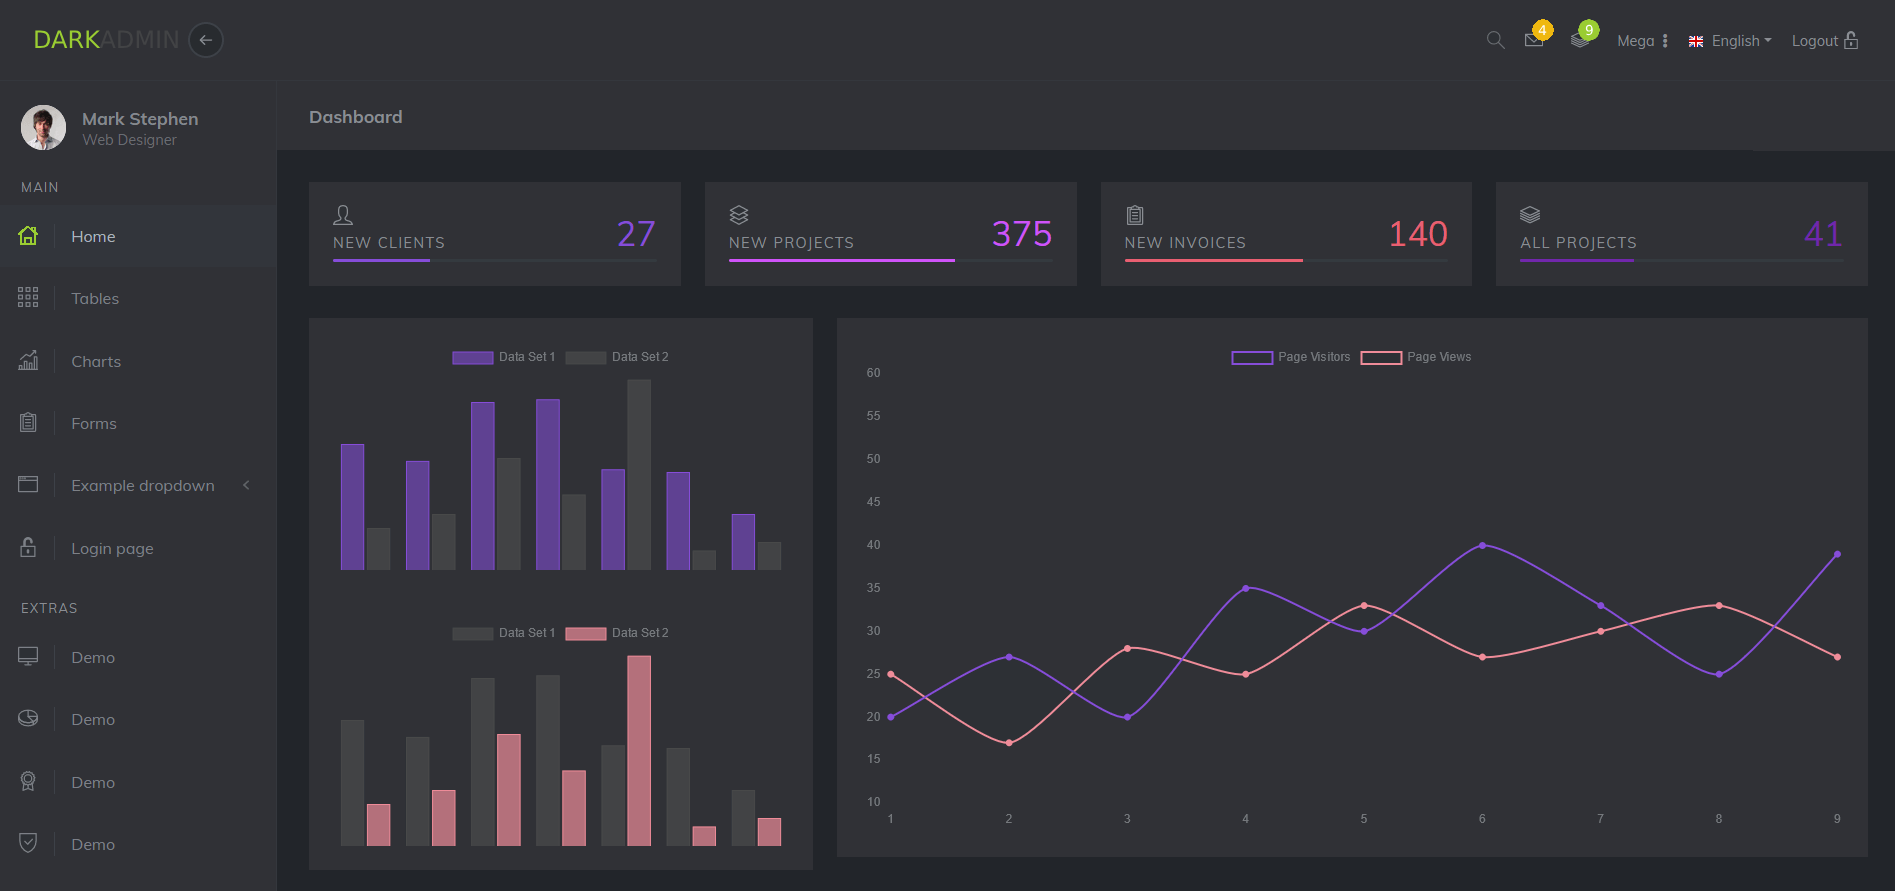 DARKADMIN
4
9
Mega
English
Logout
Mark Stephen
Web Designer
MAIN
Home
Tables
Charts
Forms
Example dropdown
Login page
EXTRAS
Demo
Demo
Demo
Demo
Dashboard
NEW CLIENTS
27
NEW PROJECTS
375
NEW INVOICES
140
ALL PROJECTS
41
Data Set 1 Data Set 2
Data Set 1 Data Set 2
Page Visitors Page Views
60
55
50
45
40
35
30
25
20
15
10
1 2 3 4 5 6 7 8 9